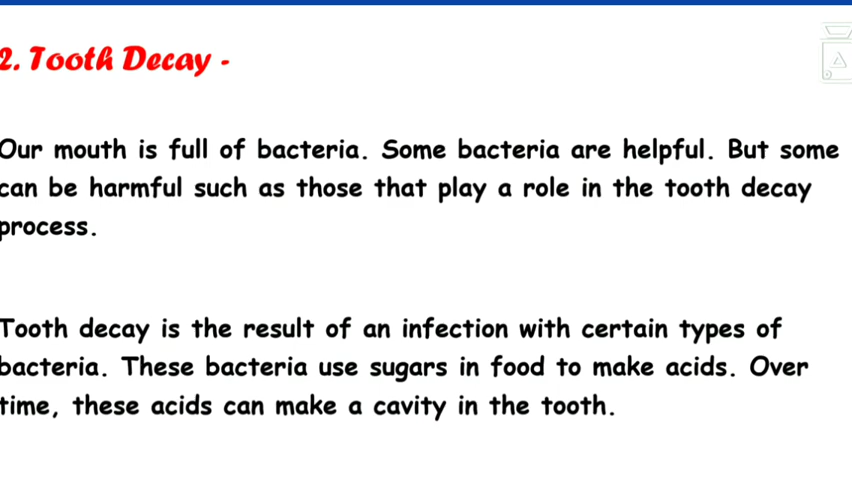 2. Tooth Decay -
Our mouth is full of bacteria. Some bacteria are helpful. But some
can be harmful such as those that play a role in the tooth decay
process.
Tooth decay is the result of an infection with certain types of
bacteria. These bacteria use sugars in food to make acids. Over
time, these acids can make a cavity in the tooth.